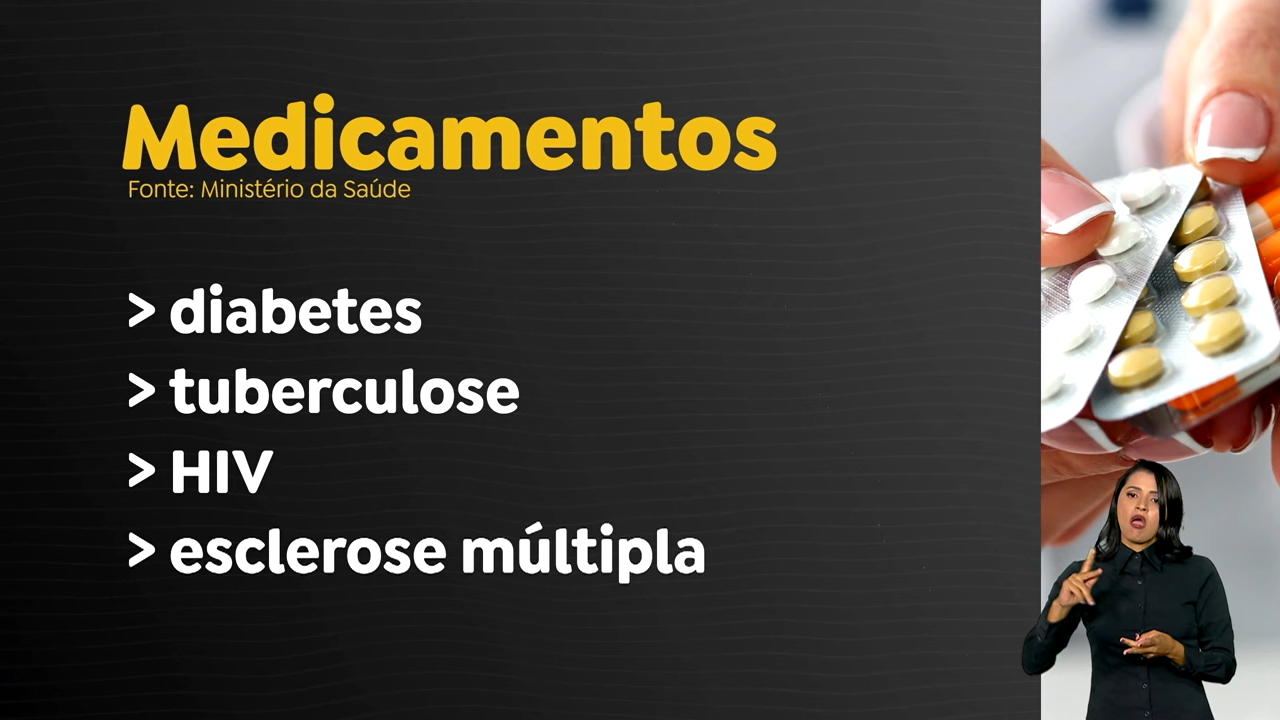 Medicamentos
Fonte: Ministério da Saúde
> diabetes
> tuberculose
> HIV
> esclerose múltipla